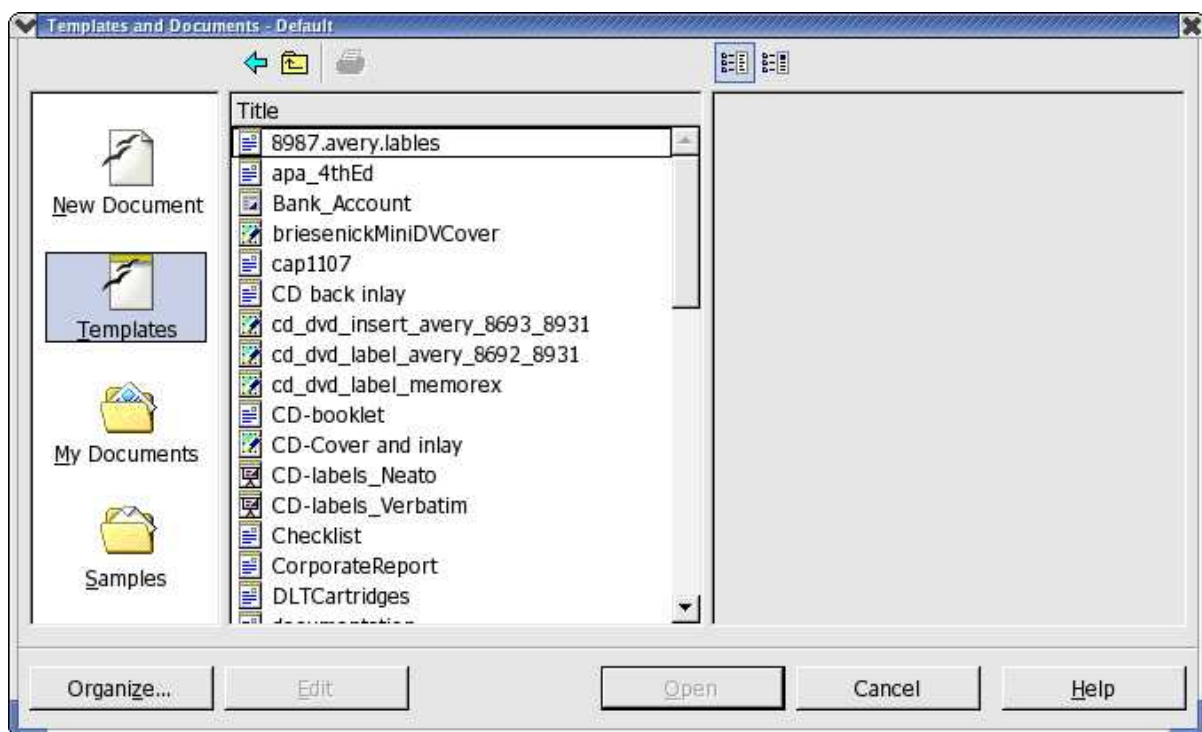 Templates and Documents - Default
Title
8987.avery.lables
apa_4thEd
New Document
Bank_Account
briesenickMiniDVCover
cap1107
CD back inlay
Templates
cd_dvd_insert_avery_8693_8931
cd_dvd_label_avery_8692_8931
cd_dvd_label_memorex
CD-booklet
My Documents
CD-Cover and inlay
CD-labels_Neato
CD-labels_Verbatim
Checklist
CorporateReport
Samples
DLTCartridges
Organize...
Edit
Open
Cancel
Help